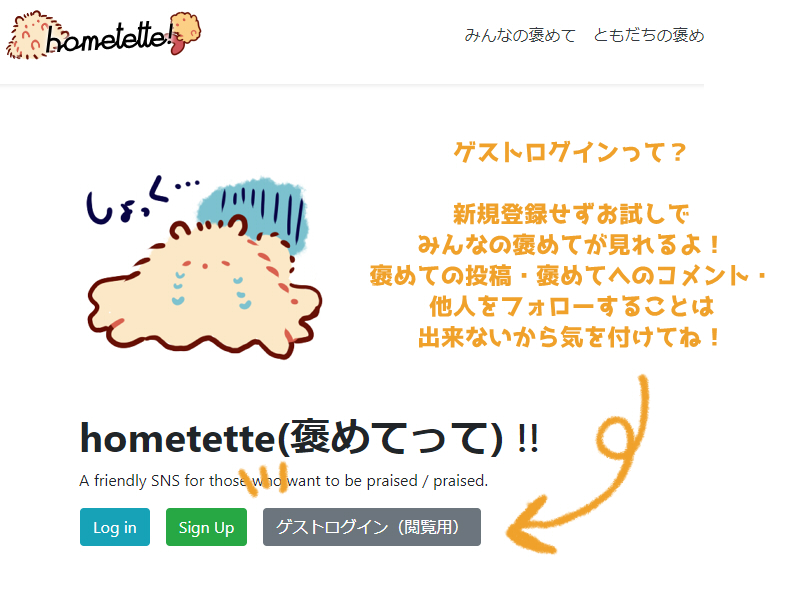 hometette!
みんなの褒めて ともだちの褒め
しょっく…
ゲストログインって？
新規登録せずお試しで
みんなの褒めてが見れるよ！
褒めての投稿・褒めてへのコメント・
他人をフォローすることは
出来ないから気を付けてね！
hometette(褒めてって) !!
A friendly SNS for those who want to be praised / praised.
Log in Sign Up ゲストログイン（閲覧用）